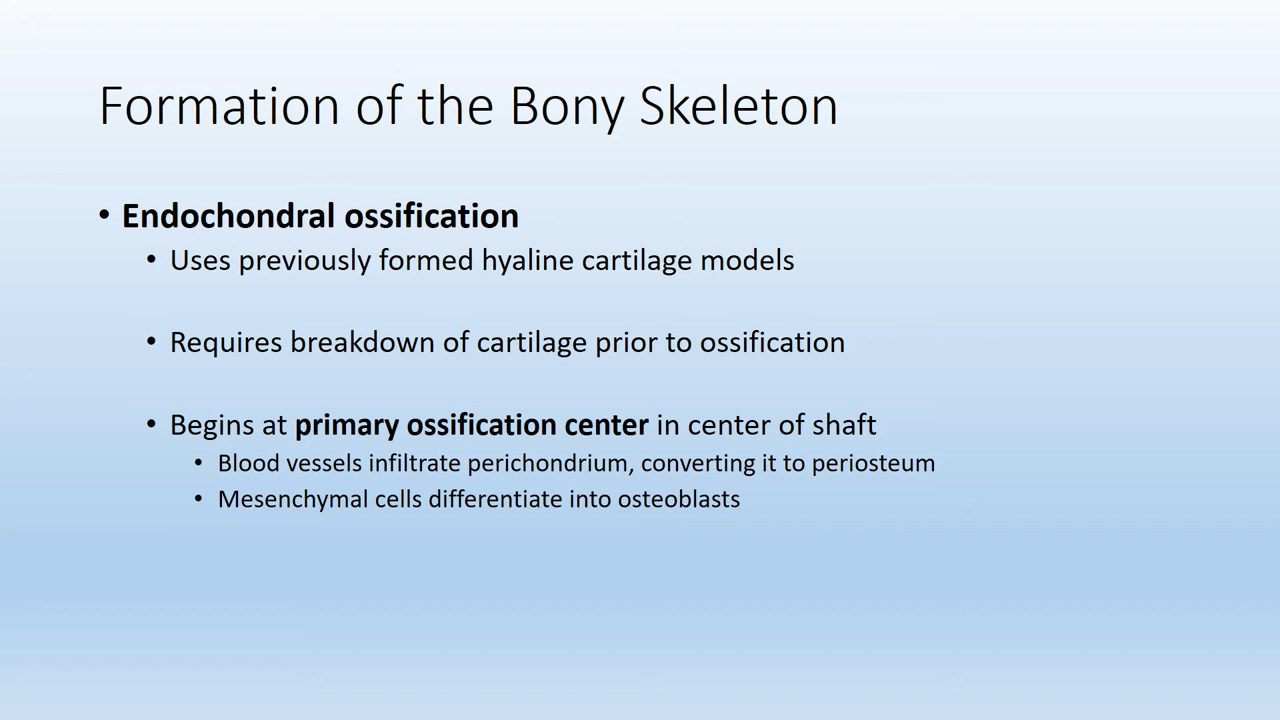 Formation of the Bony Skeleton
• Endochondral ossification
• Uses previously formed hyaline cartilage models
• Requires breakdown of cartilage prior to ossification
• Begins at primary ossification center in center of shaft
• Blood vessels infiltrate perichondrium, converting it to periosteum
• Mesenchymal cells differentiate into osteoblasts